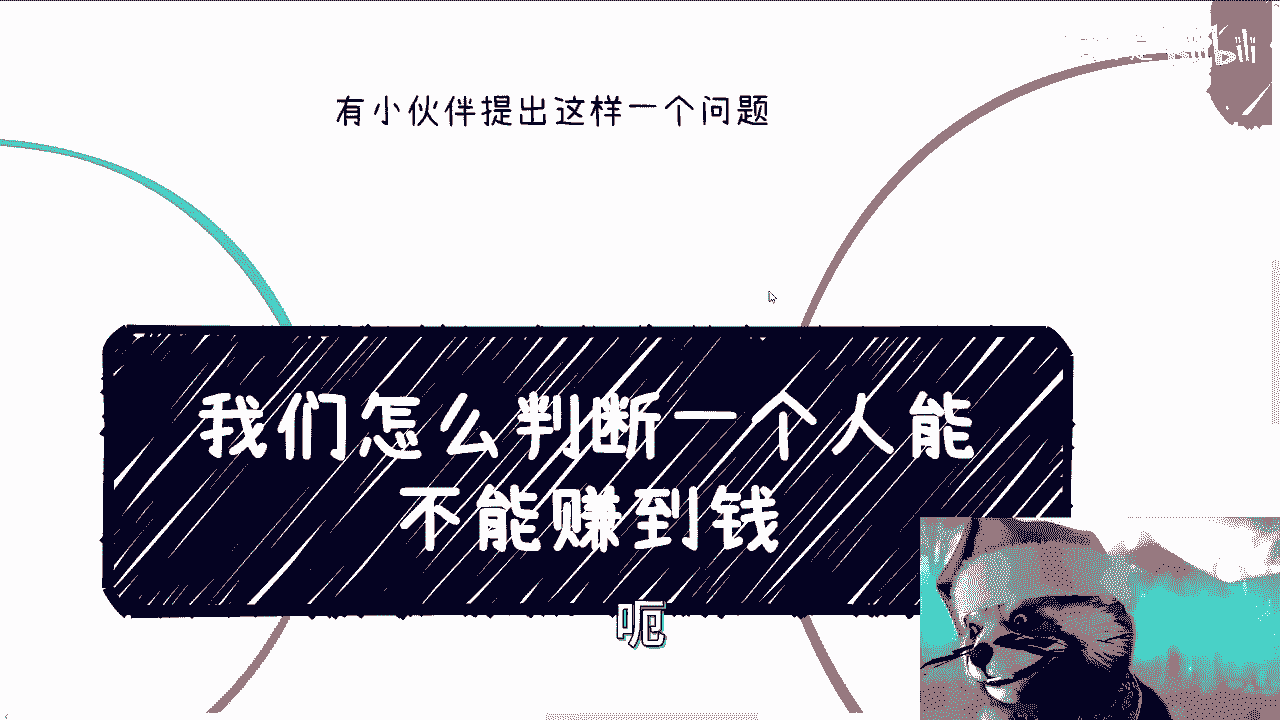 bilibili
有小伙伴提出这样一个问题
我们怎么判断一个人能
不能赚到钱
呃